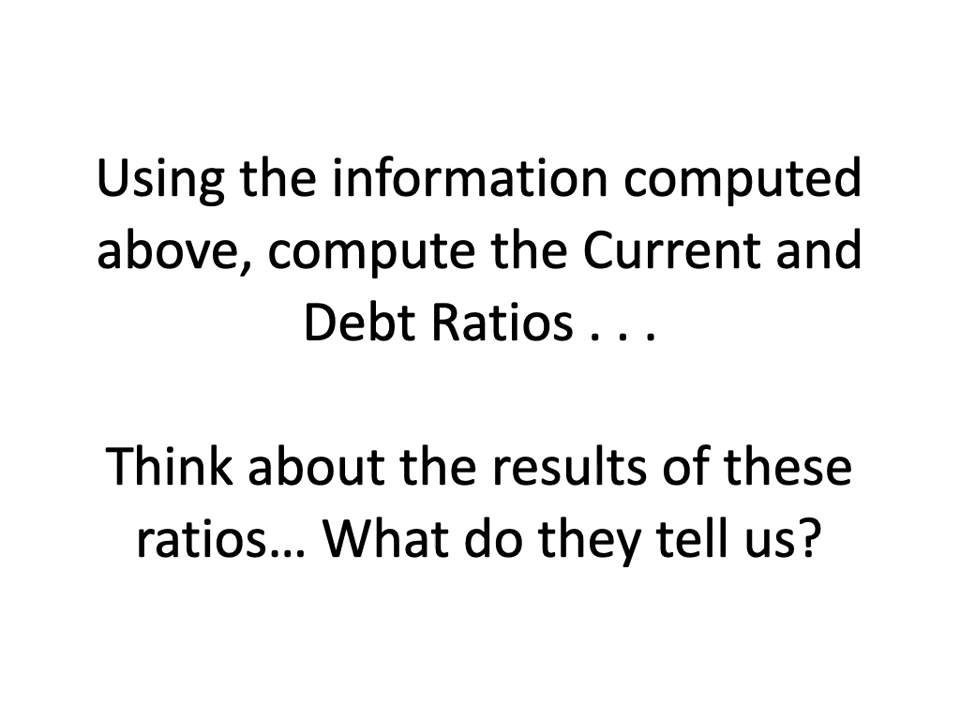 Using the information computed
above, compute the Current and
Debt Ratios . . .
Think about the results of these
ratios… What do they tell us?